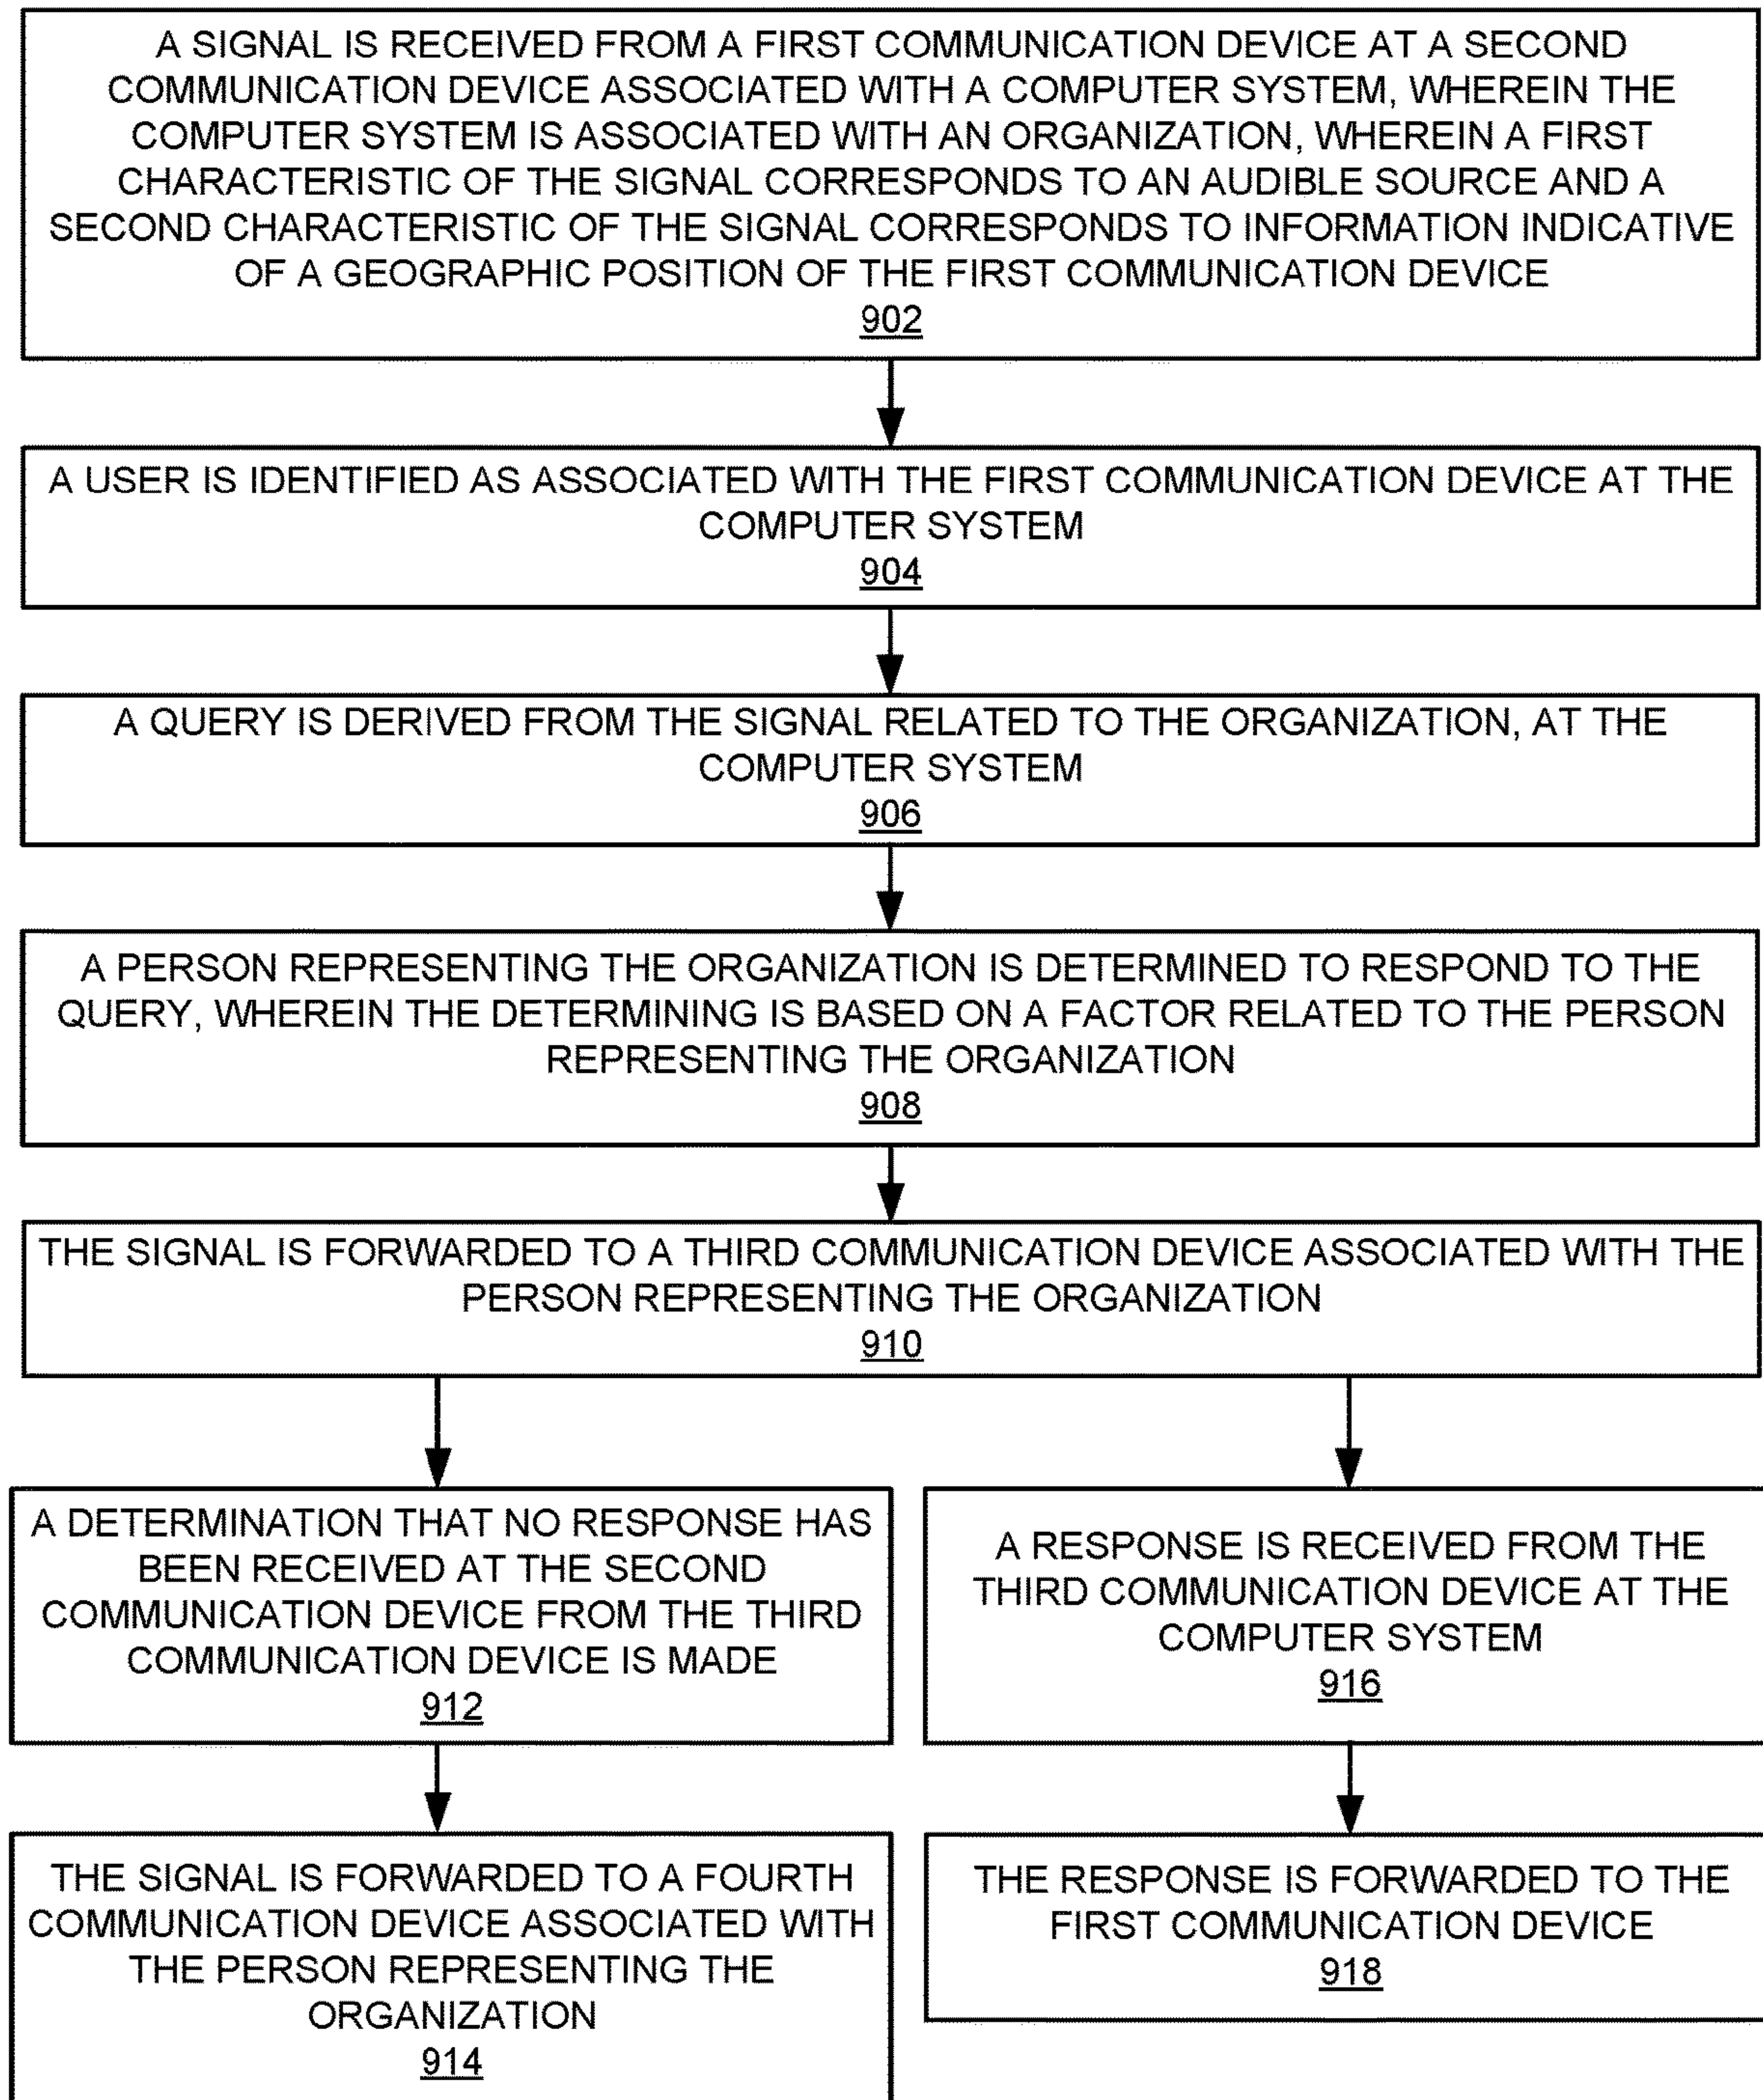 A SIGNAL IS RECEIVED FROM A FIRST COMMUNICATION DEVICE AT A SECOND
COMMUNICATION DEVICE ASSOCIATED WITH A COMPUTER SYSTEM, WHEREIN THE
COMPUTER SYSTEM IS ASSOCIATED WITH AN ORGANIZATION, WHEREIN A FIRST
CHARACTERISTIC OF THE SIGNAL CORRESPONDS TO AN AUDIBLE SOURCE AND A
SECOND CHARACTERISTIC OF THE SIGNAL CORRESPONDS TO INFORMATION INDICATIVE
OF A GEOGRAPHIC POSITION OF THE FIRST COMMUNICATION DEVICE
902
A USER IS IDENTIFIED AS ASSOCIATED WITH THE FIRST COMMUNICATION DEVICE AT THE
COMPUTER SYSTEM
904
A QUERY IS DERIVED FROM THE SIGNAL RELATED TO THE ORGANIZATION, AT THE
COMPUTER SYSTEM
906
A PERSON REPRESENTING THE ORGANIZATION IS DETERMINED TO RESPOND TO THE
QUERY, WHEREIN THE DETERMINING IS BASED ON A FACTOR RELATED TO THE PERSON
REPRESENTING THE ORGANIZATION
908
THE SIGNAL IS FORWARDED TO A THIRD COMMUNICATION DEVICE ASSOCIATED WITH THE
PERSON REPRESENTING THE ORGANIZATION
910
A DETERMINATION THAT NO RESPONSE HAS
BEEN RECEIVED AT THE SECOND
COMMUNICATION DEVICE FROM THE THIRD
COMMUNICATION DEVICE IS MADE
912
THE SIGNAL IS FORWARDED TO A FOURTH
COMMUNICATION DEVICE ASSOCIATED WITH
THE PERSON REPRESENTING THE
ORGANIZATION
914
A RESPONSE IS RECEIVED FROM THE
THIRD COMMUNICATION DEVICE AT THE
COMPUTER SYSTEM
916
THE RESPONSE IS FORWARDED TO THE
FIRST COMMUNICATION DEVICE
918